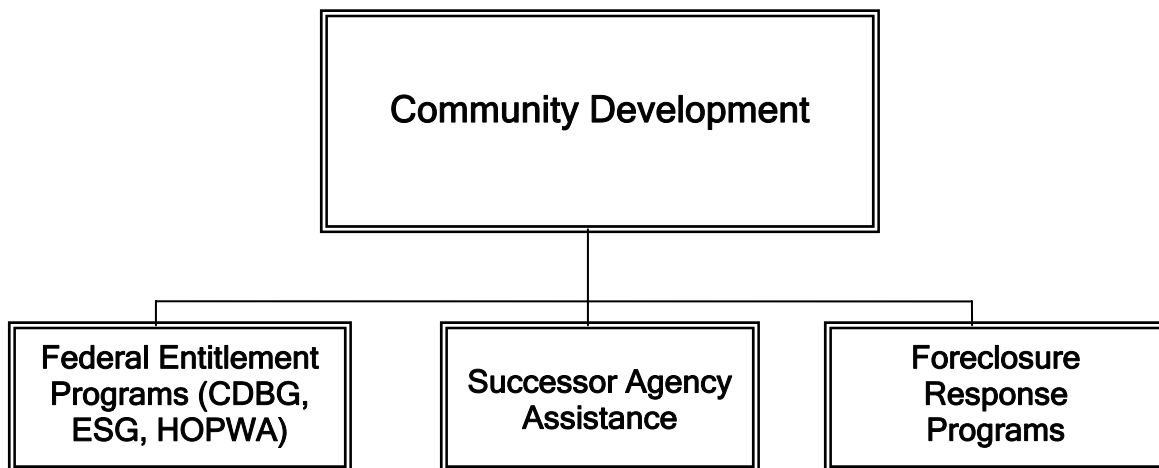 Community Development
Federal Entitlement
Programs (CDBG,
ESG, HOPWA)
Successor Agency
Assistance
Foreclosure
Response
Programs